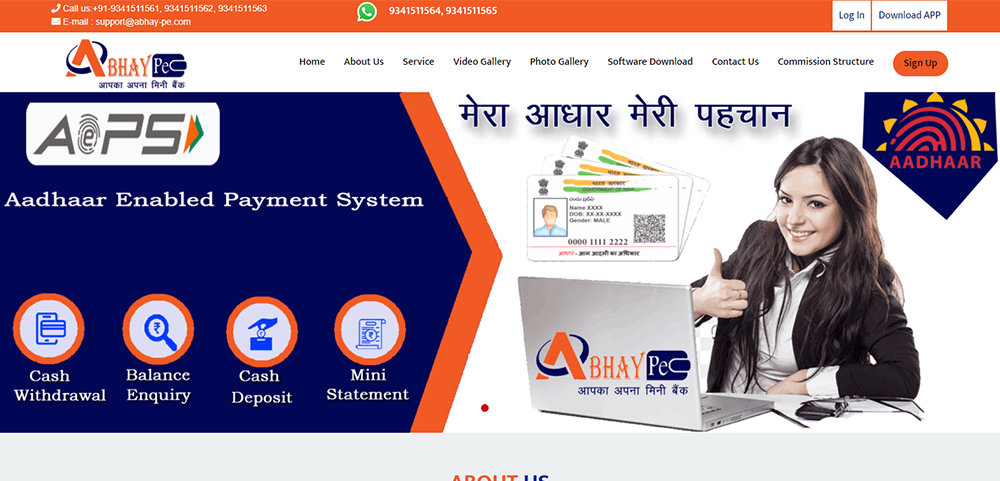 Call us:+91-9341511561, 9341511562, 9341511563
E-mail : support@abhay-pe.com
9341511564, 9341511565
Log In
Download APP
ABHAY Pe
आपका अपना मिनी बैंक
Home
About Us
Service
Video Gallery
Photo Gallery
Software Download
Contact Us
Commission Structure
Sign Up
AePS
Aadhaar Enabled Payment System
Cash
Withdrawal
Balance
Enquiry
Cash
Deposit
Mini
Statement
मेरा आधार मेरी पहचान
Name XXXX
DOB: XX-XX-XXXX
Gender: MALE
0000 1111 2222
आधार - आम आदमी का अधिकार
AADHAAR
ABHAY Pe
आपका अपना मिनी बैंक
ABOUT US